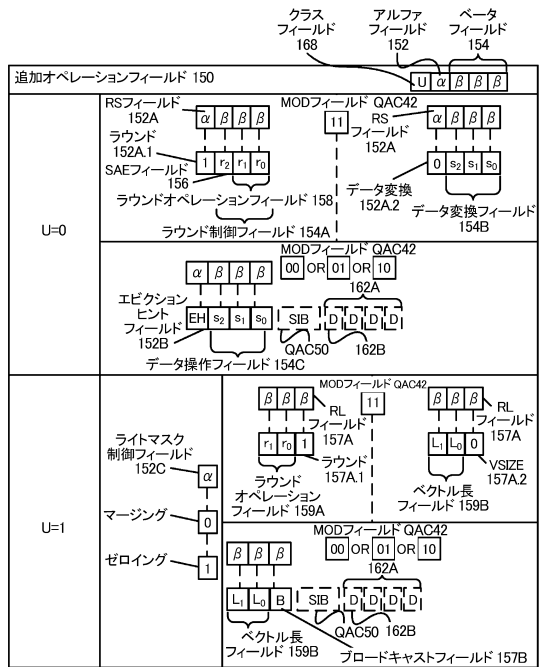 クラス
フィールド
168
アルファ
フィールド
152
ベータ
フィールド
154
追加オペレーションフィールド 150
U α β β β
U=0
RSフィールド
152A
α β β β
ラウンド
152A.1
1 r2 r1 r0
SAEフィールド
156
ラウンドオペレーションフィールド 158
ラウンド制御フィールド 154A
MODフィールド QAC42
11
RS
フィールド
152A
α β β β
0 s2 s1 s0
データ変換
152A.2
データ変換フィールド
154B
MODフィールド QAC42
00 OR 01 OR 10
α β β β
162A
エビクション
ヒント
フィールド
152B
EH s2 s1 s0
SIB
D D D D
QAC50
162B
データ操作フィールド 154C
U=1
ライトマスク
制御フィールド
152C
α
マージング
0
ゼロイング
1
MODフィールド QAC42
11
β β β
RL
フィールド
157A
r1 r0 1
ラウンド
157A.1
ラウンド
オペレーション
フィールド 159A
β β β
RL
フィールド
157A
L1 L0 0
VSIZE
157A.2
ベクトル長
フィールド 159B
MODフィールド QAC42
00 OR 01 OR 10
β β β
162A
L1 L0 B
SIB
D D D D
QAC50
162B
ベクトル長
フィールド 159B
ブロードキャストフィールド 157B